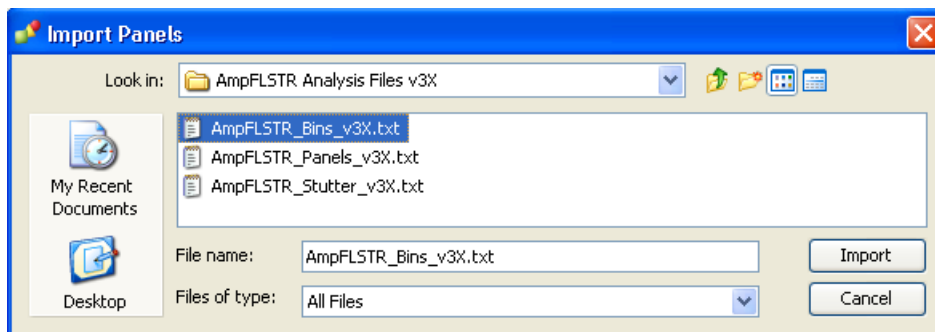 Import Panels
Look in: AmpFLSTR Analysis Files v3X
AmpFLSTR_Bins_v3X.txt
AmpFLSTR_Panels_v3X.txt
AmpFLSTR_Stutter_v3X.txt
My Recent
Documents
Desktop
File name: AmpFLSTR_Bins_v3X.txt Import
Files of type: All Files Cancel